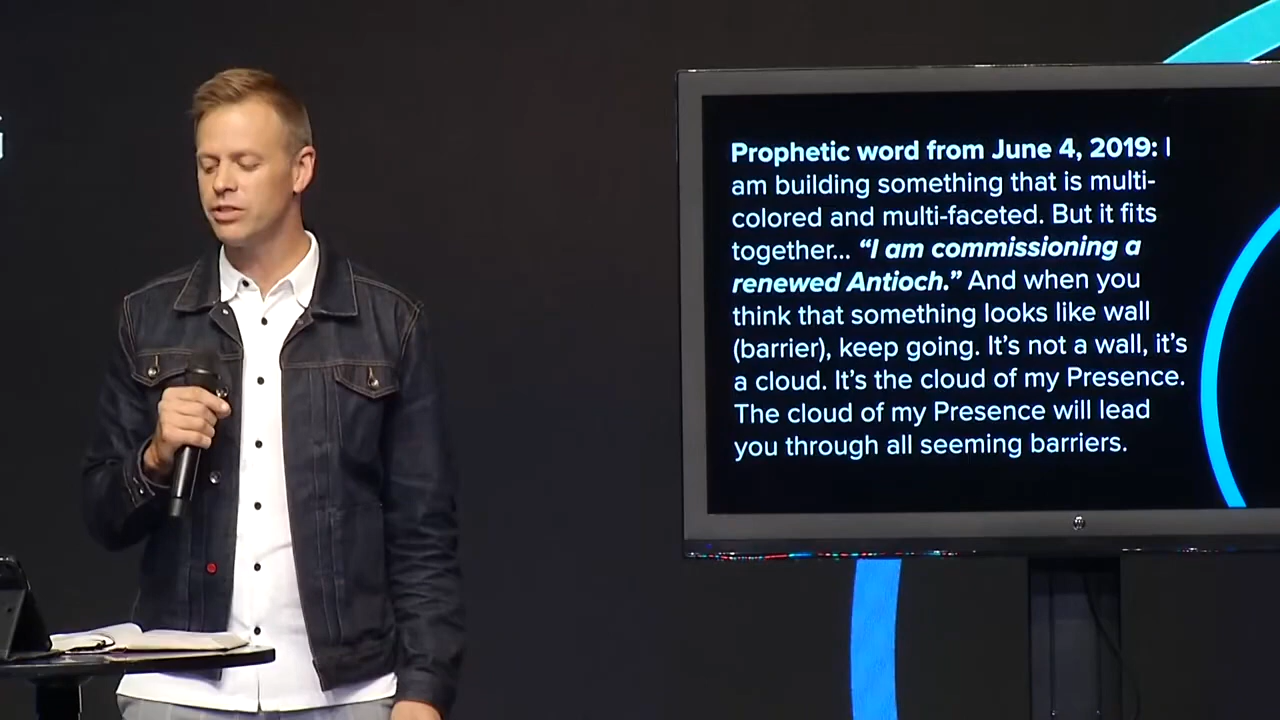 Prophetic word from June 4, 2019: I
am building something that is multi-
colored and multi-faceted. But it fits
together... “I am commissioning a
renewed Antioch.” And when you
think that something looks like wall
(barrier), keep going. It’s not a wall, it’s
a cloud. It’s the cloud of my Presence.
The cloud of my Presence will lead
you through all seeming barriers.